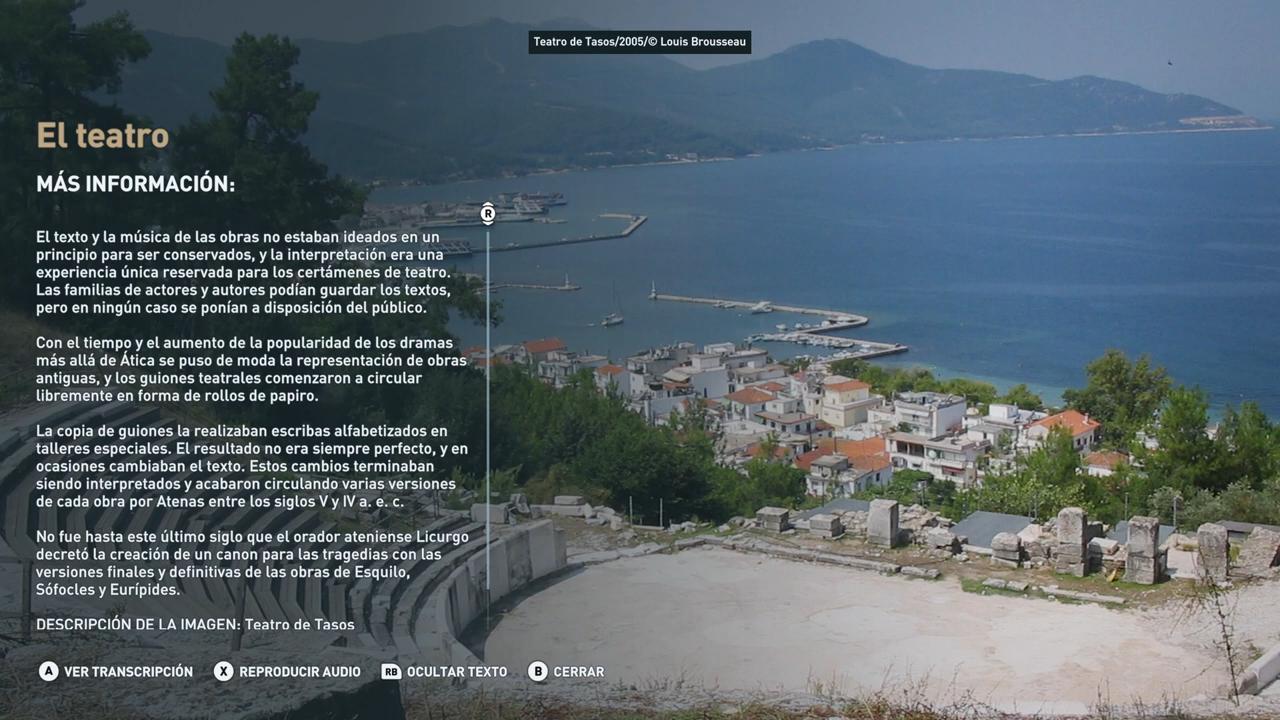 Teatro de Tasos/2005/© Louis Brousseau
El teatro
MÁS INFORMACIÓN:
R
El texto y la música de las obras no estaban ideados en un
principio para ser conservados, y la interpretación era una
experiencia única reservada para los certámenes de teatro.
Las familias de actores y autores podían guardar los textos,
pero en ningún caso se ponían a disposición del público.
Con el tiempo y el aumento de la popularidad de los dramas
más allá de Ática se puso de moda la representación de obras
antiguas, y los guiones teatrales comenzaron a circular
libremente en forma de rollos de papiro.
La copia de guiones la realizaban escribas alfabetizados en
talleres especiales. El resultado no era siempre perfecto, y en
ocasiones cambiaban el texto. Estos cambios terminaban
siendo interpretados y acabaron circulando varias versiones
de cada obra por Atenas entre los siglos V y IV a. e. c.
No fue hasta este último siglo que el orador ateniense Licurgo
decretó la creación de un canon para las tragedias con las
versiones finales y definitivas de las obras de Esquilo,
Sófocles y Eurípides.
DESCRIPCIÓN DE LA IMAGEN: Teatro de Tasos
A VER TRANSCRIPCIÓN X REPRODUCIR AUDIO RB OCULTAR TEXTO B CERRAR